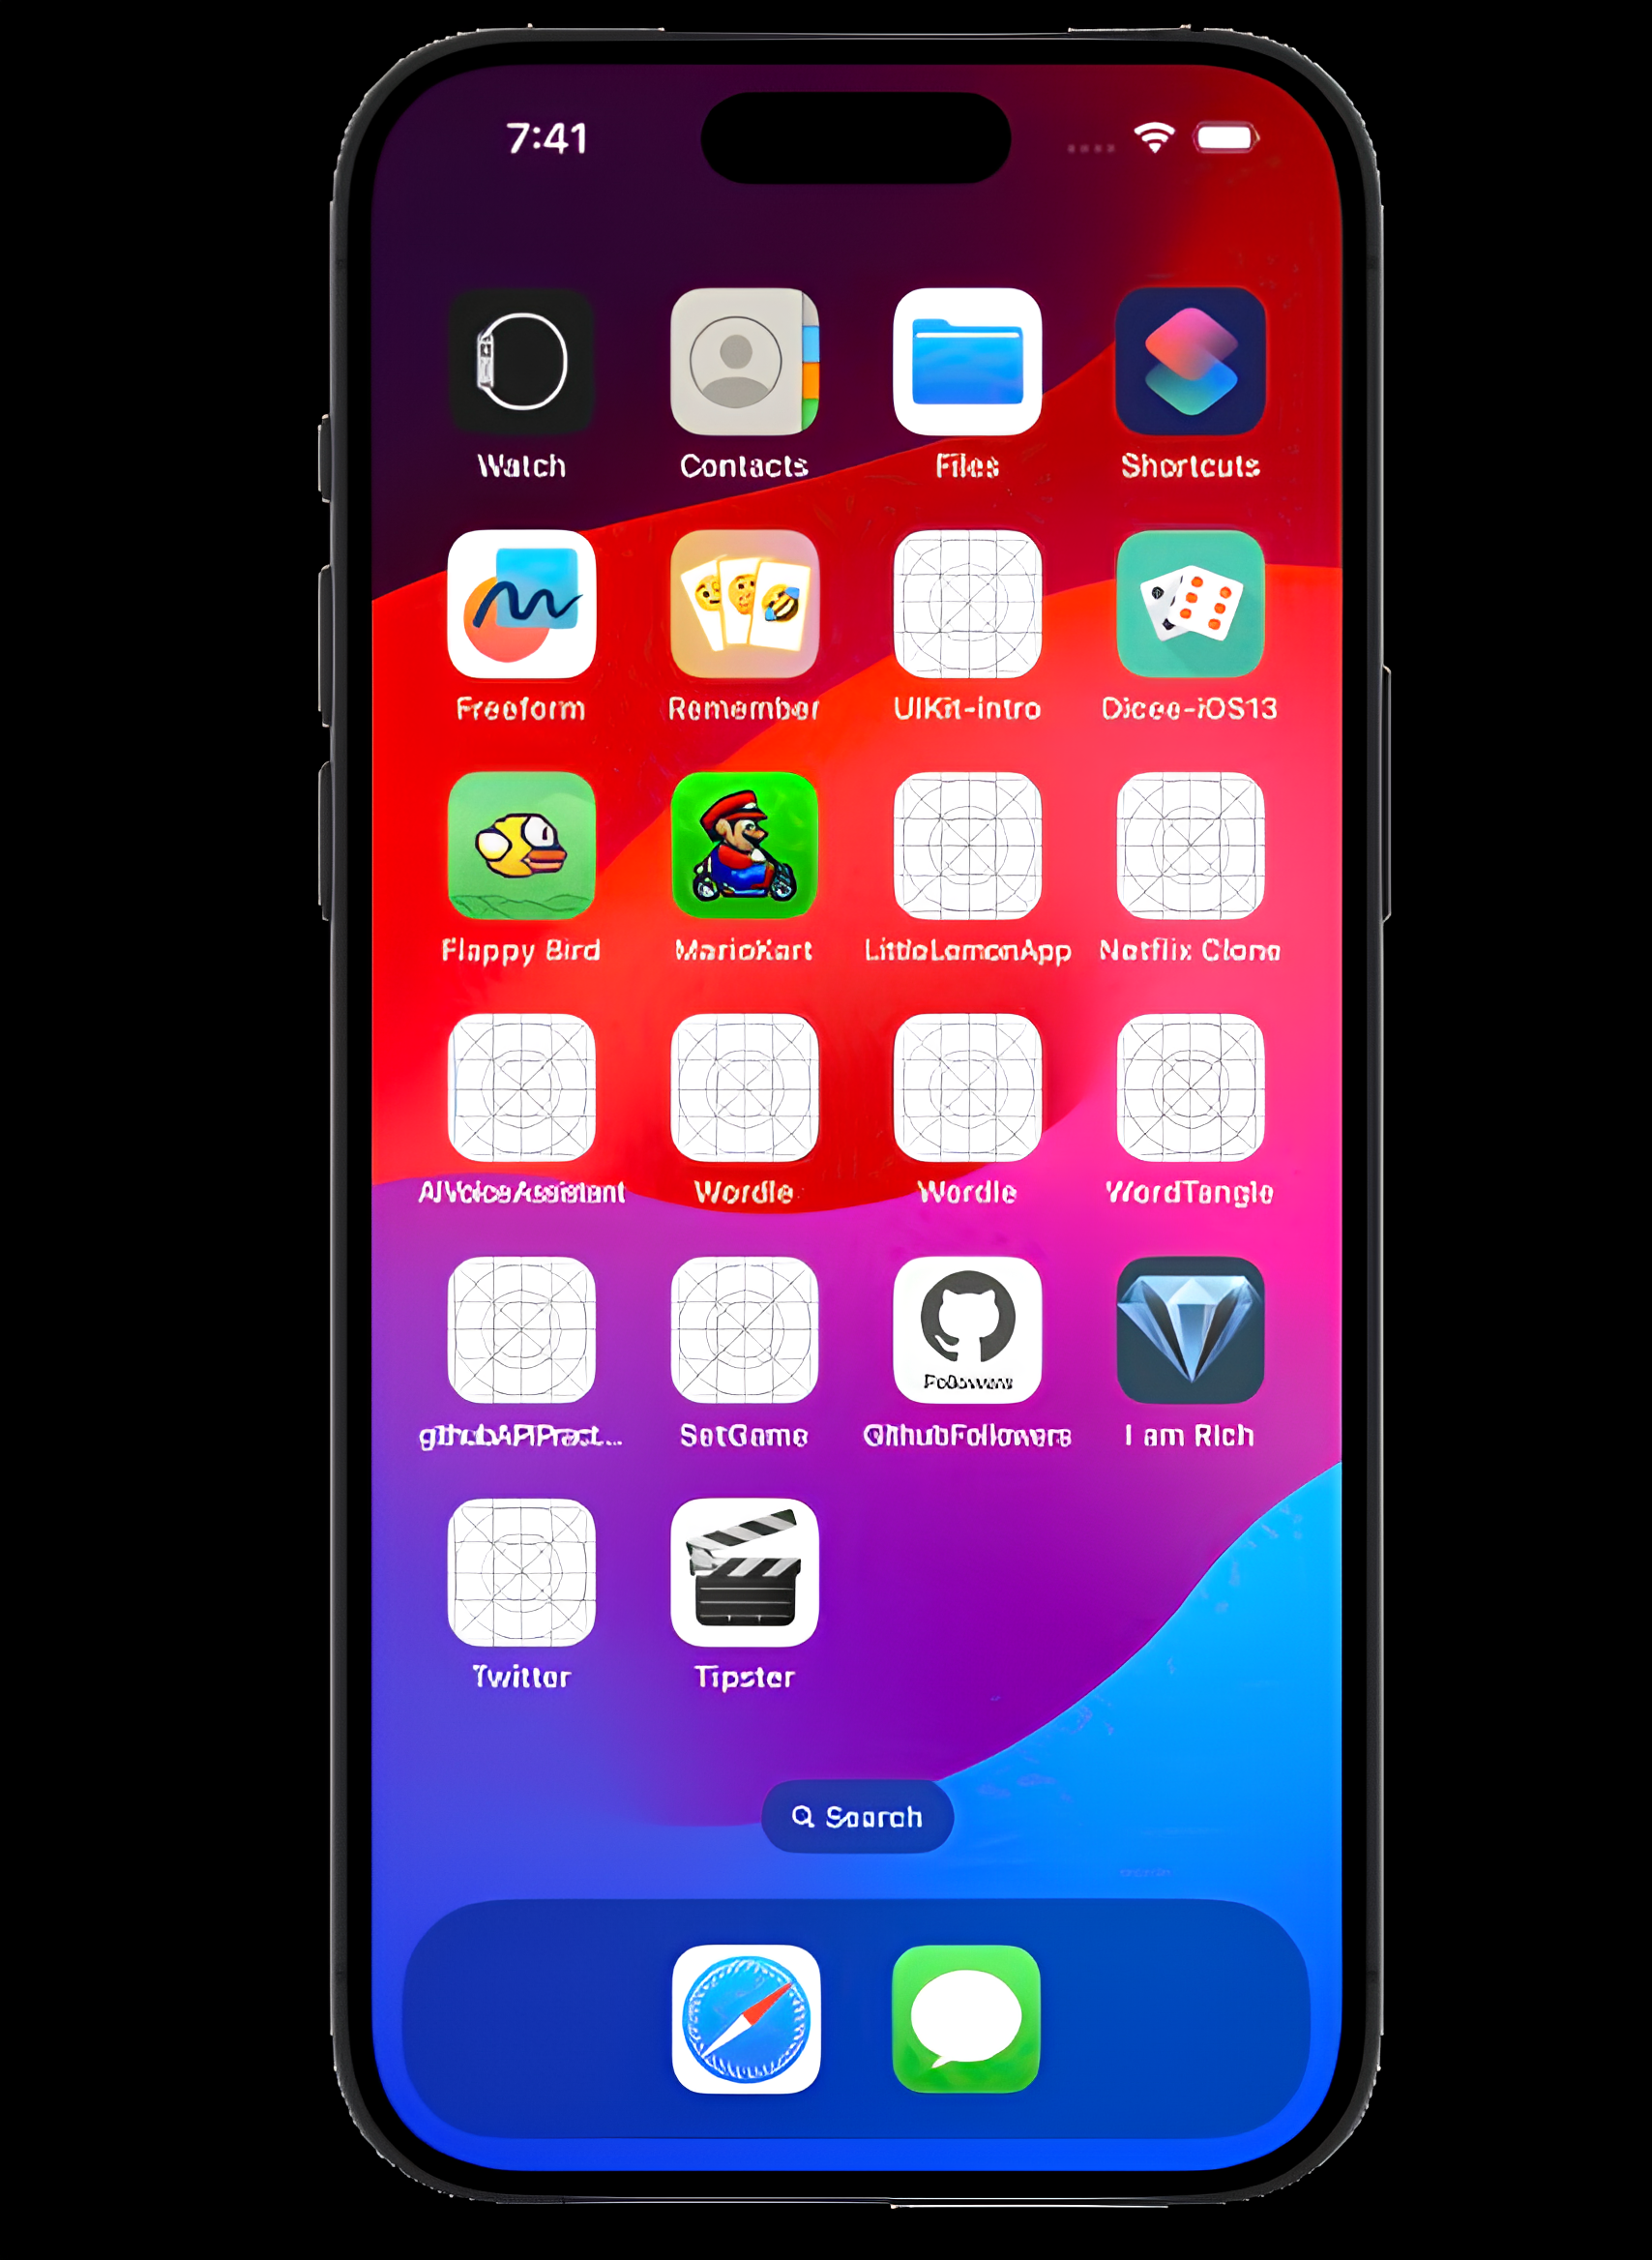 7:41
Watch
Contacts
Files
Shortcuts
Freeform
Remember
UIKit-intro
Dicee-iOS13
Flappy Bird
MarioKart
LittleLemonApp
Netflix Clone
AIVoiceAssistant
Wordle
Wordle
WordTangle
githubAPIPract...
SetGame
Followers
GithubFollowers
I am Rich
Twitter
Tipster
Search